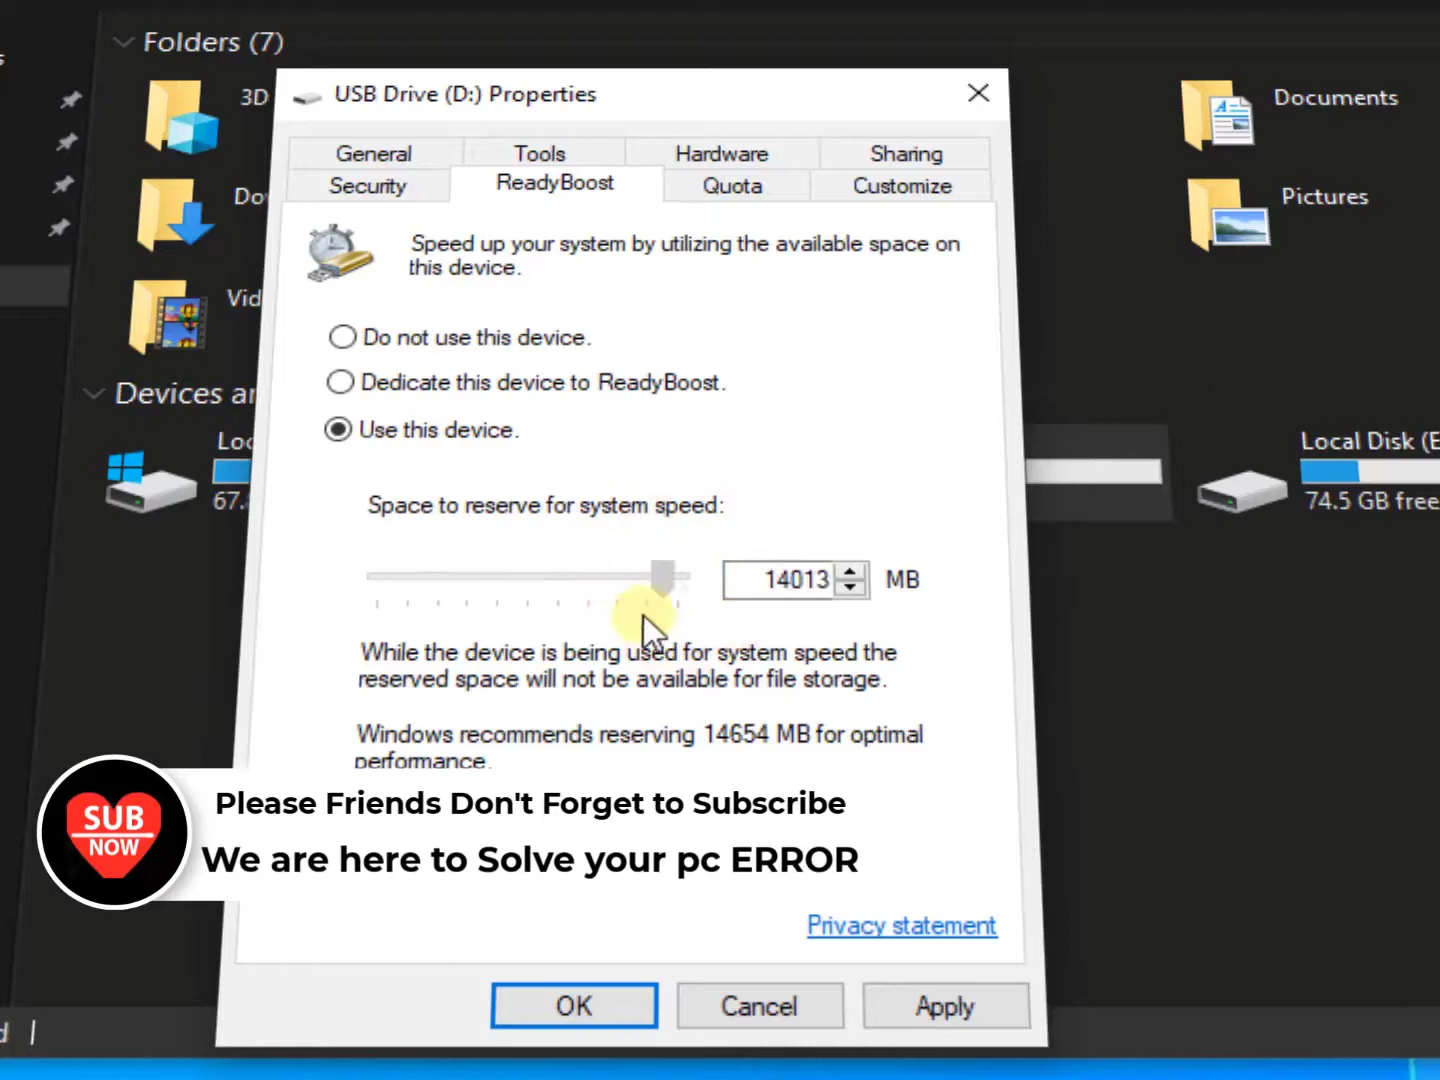 Folders (7)
3D
Documents
Pictures
USB Drive (D:) Properties
General
Tools
Hardware
Sharing
Security
ReadyBoost
Quota
Customize
Speed up your system by utilizing the available space on
this device.
Do not use this device.
Dedicate this device to ReadyBoost.
Use this device.
Space to reserve for system speed:
14013 MB
While the device is being used for system speed the
reserved space will not be available for file storage.
Windows recommends reserving 14654 MB for optimal
performance.
Devices
Local Disk (E
74.5 GB free
SUB
NOW
Please Friends Don't Forget to Subscribe
We are here to Solve your pc ERROR
Privacy statement
OK
Cancel
Apply